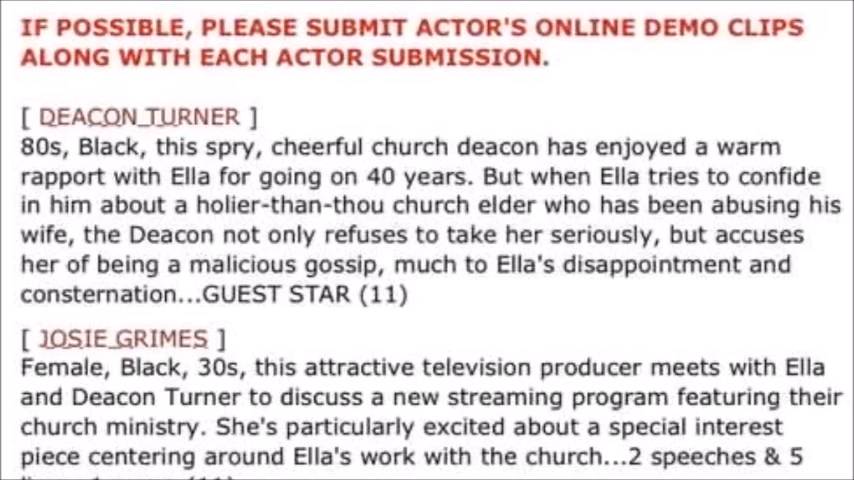 IF POSSIBLE, PLEASE SUBMIT ACTOR'S ONLINE DEMO CLIPS
ALONG WITH EACH ACTOR SUBMISSION.
[ DEACON_TURNER ]
80s, Black, this spry, cheerful church deacon has enjoyed a warm
rapport with Ella for going on 40 years. But when Ella tries to confide
in him about a holier-than-thou church elder who has been abusing his
wife, the Deacon not only refuses to take her seriously, but accuses
her of being a malicious gossip, much to Ella's disappointment and
consternation...GUEST STAR (11)
[ JOSIE_GRIMES ]
Female, Black, 30s, this attractive television producer meets with Ella
and Deacon Turner to discuss a new streaming program featuring their
church ministry. She's particularly excited about a special interest
piece centering around Ella's work with the church...2 speeches & 5